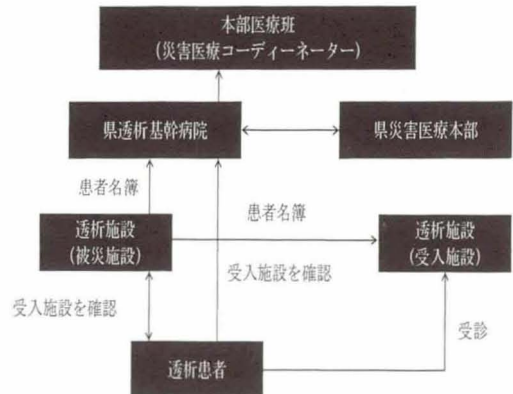 本部医療班
(災害医療コーディーネーター)
県透析基幹病院
県災害医療本部
患者名簿
患者名簿
透析施設
(被災施設)
透析施設
(受入施設)
受入施設を確認
受入施設を確認
受診
透析患者